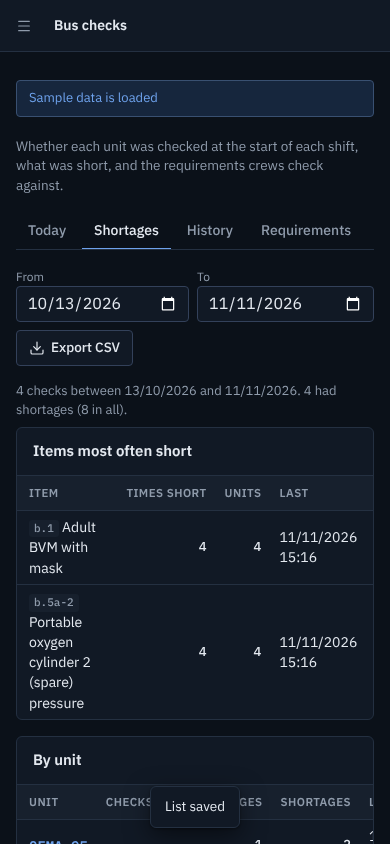 Bus checks
Sample data is loaded
Whether each unit was checked at the start of each shift,
what was short, and the requirements crews check
against.
Today Shortages History Requirements
From To
10/13/2026 11/11/2026
Export CSV
4 checks between 13/10/2026 and 11/11/2026. 4 had
shortages (8 in all).
Items most often short
ITEM TIMES SHORT UNITS LAST
b.1 Adult
BVM with
mask
4 4 11/11/2026
15:16
b.5a-2
Portable
oxygen
cylinder 2
(spare)
pressure
4 4 11/11/2026
15:16
By unit
UNIT CHECKS GES SHORTAGES L
List saved